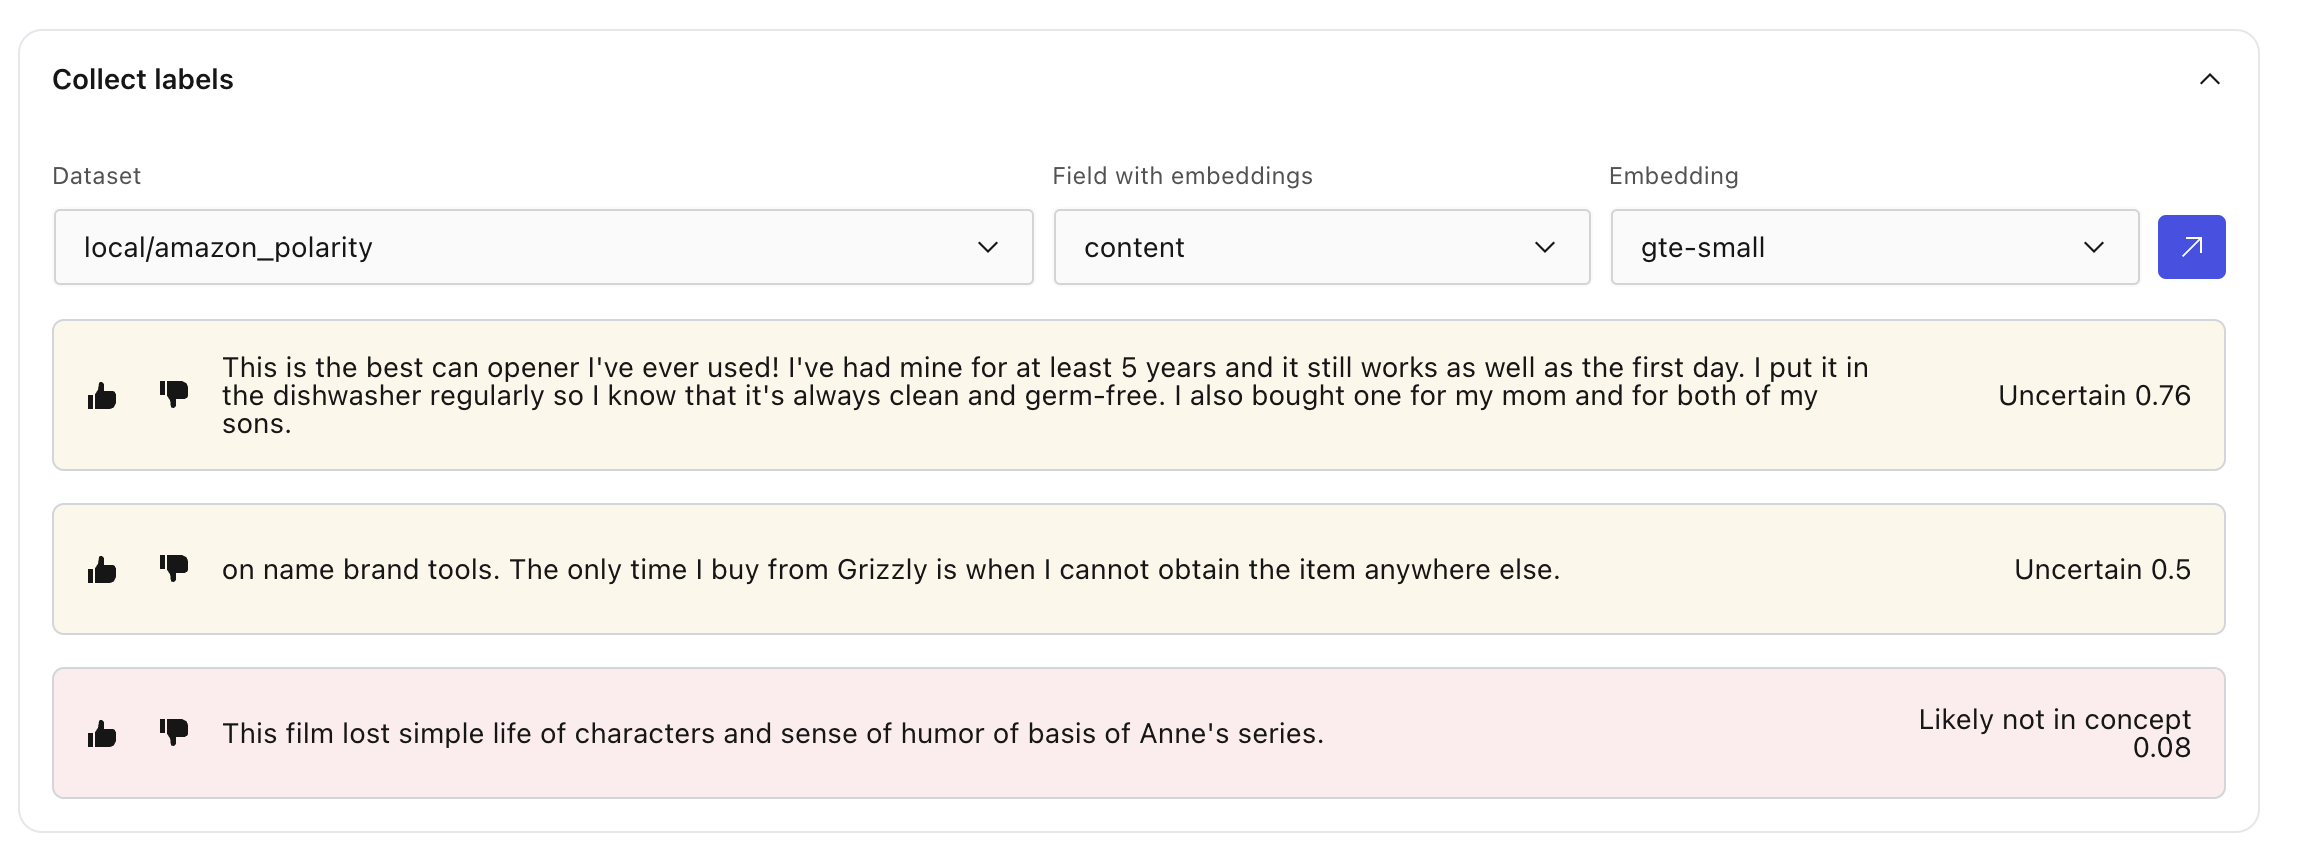 Collect labels
Dataset
Field with embeddings
Embedding
local/amazon_polarity
content
gte-small
This is the best can opener I've ever used! I've had mine for at least 5 years and it still works as well as the first day. I put it in
the dishwasher regularly so I know that it's always clean and germ-free. I also bought one for my mom and for both of my
sons.
Uncertain 0.76
on name brand tools. The only time I buy from Grizzly is when I cannot obtain the item anywhere else.
Uncertain 0.5
This film lost simple life of characters and sense of humor of basis of Anne's series.
Likely not in concept
0.08